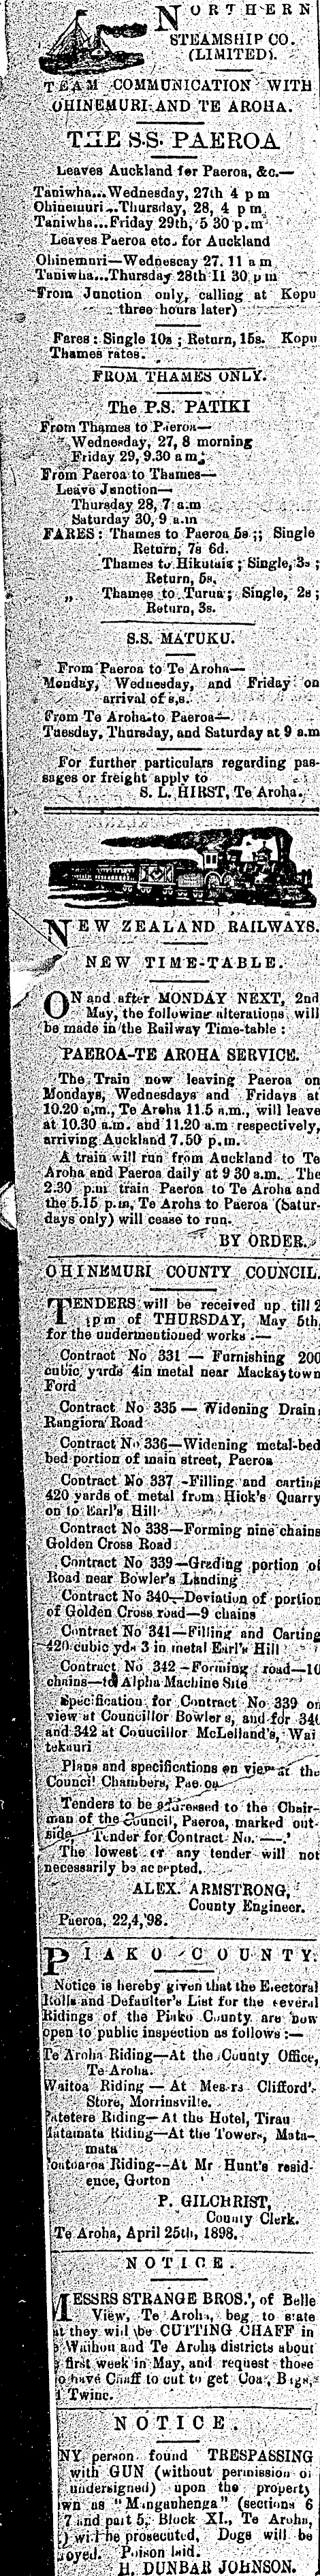 NORTHERN
STEAMSHIP CO.
(LIMITED).
TEAM COMMUNICATION WITH
OHINEMURI AND TE AROHA.
THE S.S. PAEROA
Leaves Auckland for Paeroa, &c.—
Taniwha...Wednesday, 27th 4 p m
Ohinemuri...Thursday, 28, 4 p m,
Taniwha...Friday 29th, 5 30 p.m
Leaves Paeroa etc. for Auckland
Ohinemuri—Wednescay 27. 11 a m
Taniwha...Thursday 28th 11 30 p m
From Junction only, calling at Kopu
three hours later)
Fares: Single 10s ; Return, 15s. Kopu
Thames rates.
FROM THAMES ONLY.
The P.S. PATIKI
From Thames to Paeroa—
Wednesday, 27, 8 morning
Friday 29, 9.30 a m,
From Paeroa to Thames—
Leave Junction—
Thursday 28, 7 a.m
Saturday 30, 9 a.m
FARES: Thames to Paeroa 5s ;; Single
Return, 7s 6d.
Thames to Hikutaia ; Single, 3s ;
Return, 5s.
„ Thames to Turua ; Single, 2s ;
Return, 3s.
S.S. MATUKU.
From Paeroa to Te Aroha—
Monday, Wednesday, and Friday on
arrival of s.s.
From Te Aroha to Paeroa—
Tuesday, Thursday, and Saturday at 9 a.m
For further particulars regarding pas-
sages or freight apply to
S. L. HIRST, Te Aroha.
NEW ZEALAND RAILWAYS.
NEW TIME-TABLE.
ON and after MONDAY NEXT, 2nd
May, the following alterations will
be made in the Railway Time-table :
PAEROA-TE AROHA SERVICE.
The Train now leaving Paeroa on
Mondays, Wednesdays and Fridays at
10.20 a.m., Te Aroha 11.5 a.m., will leave
at 10.30 a.m. and 11.20 a.m respectively,
arriving Auckland 7.50 p.m.
A train will run from Auckland to Te
Aroha and Paeroa daily at 9 30 a.m. The
2.30 p.m train Paeroa to Te Aroha and
the 5.15 p.m, Te Aroha to Paeroa (Satur-
days only) will cease to run.
BY ORDER.
OHINEMURI COUNTY COUNCIL.
TENDERS will be received up till 2
pm of THURSDAY, May 5th,
for the undermentioned works :—
Contract No 331 — Furnishing 200
cubic yards 4in metal near Mackaytown
Ford
Contract No 335 — Widening Drain,
Rangiora Road
Contract No 336—Widening metal-bed
bed portion of main street, Paeroa
Contract No 337 -Filling and carting
420 yards of metal from Hick's Quarry
on to Earl's Hill
Contract No 338—Forming nine chains
Golden Cross Road
Contract No 339—Grading portion of
Road near Bowler's Landing
Contract No 340—Deviation of portion
of Golden Cross road—9 chains
Contract No 341—Filling and Carting
420 cubic yds 3 in metal Earl's Hill
Contract No 342—Forming road—10
chains—to Alpha Machine Site
Specification for Contract No 339 on
view at Councillor Bowlers, and for 340
and 342 at Councillor McLelland's, Wai
tekauri
Plans and specifications on view at the
Council Chambers, Paeroa
Tenders to be addressed to the Chair-
man of the Council, Paeroa, marked out-
side, Tender for Contract No. ——.'
The lowest or any tender will not
necessarily be accepted.
ALEX. ARMSTRONG,
County Engineer.
Paeroa, 22,4,'98.
PIAKO COUNTY.
Notice is hereby given that the Electoral
Rolls and Defaulter's List for the several
Ridings of the Piako County are now
open to public inspection as follows :—
Te Aroha Riding—At the County Office,
Te Aroha.
Waitoa Riding — At Messrs Clifford's
Store, Morrinsville.
Patetere Riding—At the Hotel, Tirau
Matamata Riding—At the Towers, Mata-
mata
Riding—At Mr Hunt's resid-
ence, Gorton
P. GILCHRIST,
County Clerk.
Te Aroha, April 25th, 1898.
NOTICE.
MESSRS STRANGE BROS.', of Belle
View, Te Aroha, beg to state
at they will be CUTTING CHAFF in
e Waihou and Te Aroha districts about
e first week in May, and request those
o have Chaff to cut to get Coal, Bags,
d Twine.
NOTICE.
NY person found TRESPASSING
with GUN (without permission of
undersigned) upon the property
wn as "Manganhenga" (sections 6
7 and part 5, Block XI., Te Aroha,
.) will be prosecuted, Dogs will be
royed. Poison laid.
H. DUNBAR JOHNSON.